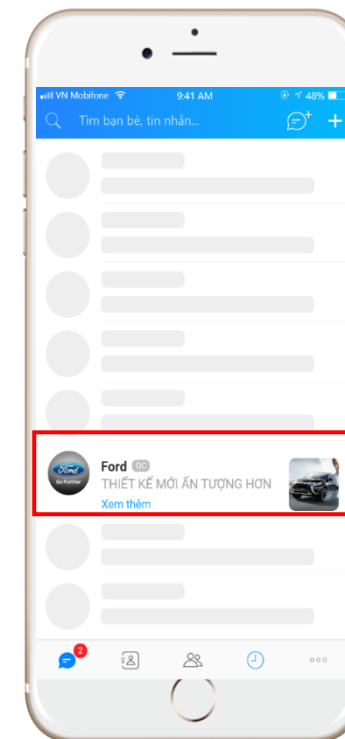 VN Mobifone 9:41 AM 48%
Tìm bạn bè, tin nhắn...
Ford QC
THIẾT KẾ MỚI ẤN TƯỢNG HƠN
Xem thêm
Ford
Go Further
2